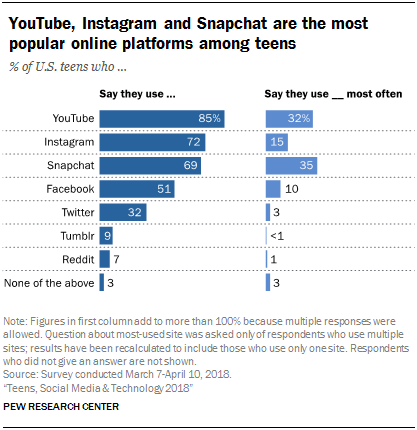 YouTube, Instagram and Snapchat are the most
popular online platforms among teens
% of U.S. teens who ...
Say they use ... Say they use __ most often
YouTube 85% 32%
Instagram 72 15
Snapchat 69 35
Facebook 51 10
Twitter 32 3
Tumblr 9 <1
Reddit 7 1
None of the above 3 3
Note: Figures in first column add to more than 100% because multiple responses were
allowed. Question about most-used site was asked only of respondents who use multiple
sites; results have been recalculated to include those who use only one site. Respondents
who did not give an answer are not shown.
Source: Survey conducted March 7-April 10, 2018.
“Teens, Social Media & Technology 2018”
PEW RESEARCH CENTER